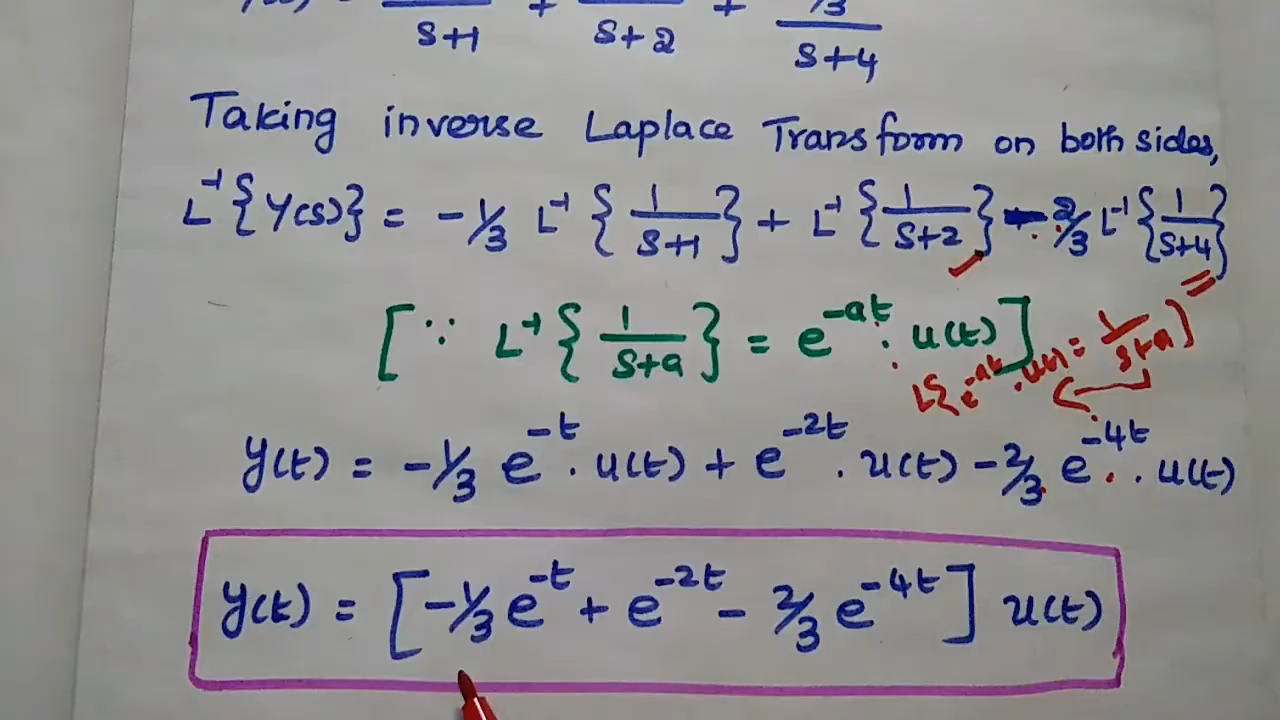 S+1 + S+2 + S+4
Taking inverse Laplace Transform on both sides,
L⁻¹{Y(s)} = -1/3 L⁻¹{1/(S+1)} + L⁻¹{1/(S+2)} - 2/3 L⁻¹{1/(S+4)}
[∵ L⁻¹{1/(S+a)} = e^(-at) . u(t)]
L{e^(-at) . u(t) = 1/(S+a)}
y(t) = -1/3 e^(-t) . u(t) + e^(-2t) . u(t) - 2/3 e^(-4t) . u(t)
y(t) = [-1/3 e^(-t) + e^(-2t) - 2/3 e^(-4t)] u(t)